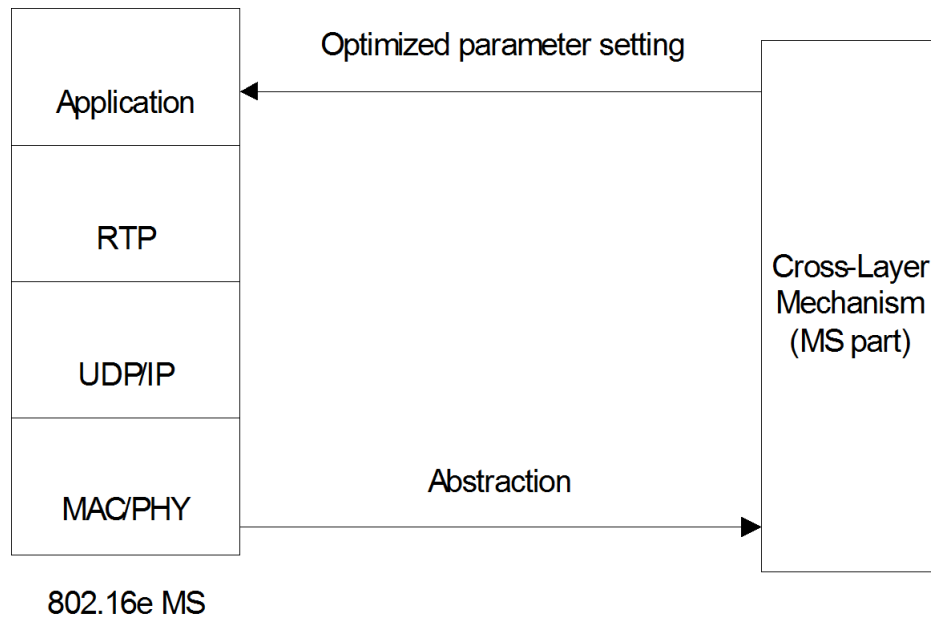 Optimized parameter setting
Application
RTP
Cross-Layer
Mechanism
(MS part)
UDP/IP
Abstraction
MAC/PHY
802.16e MS